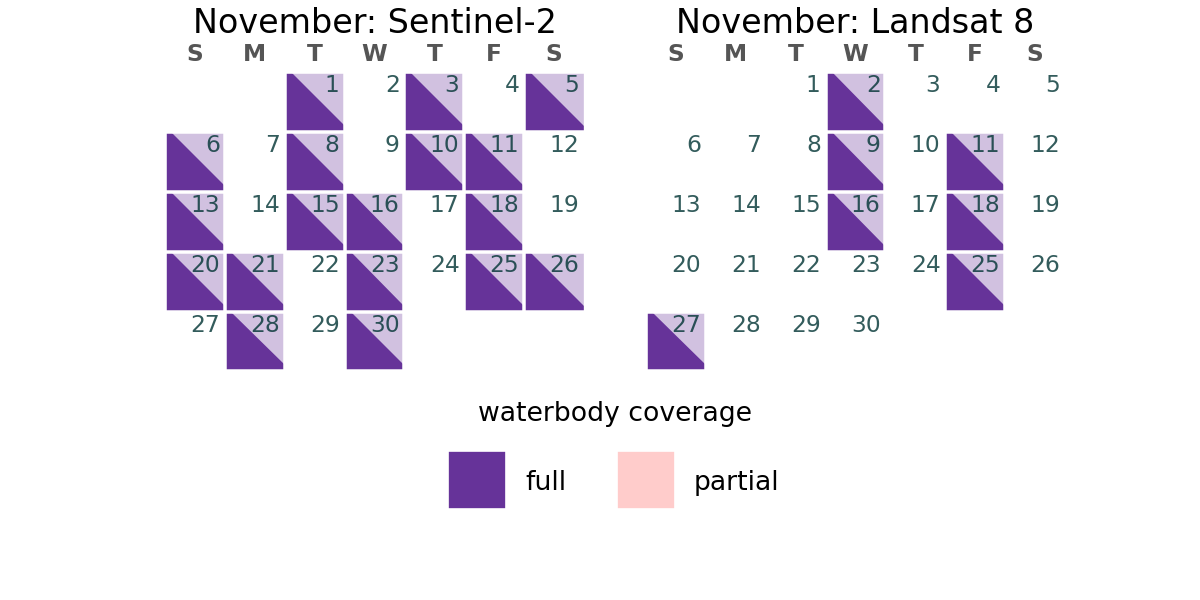 November: Sentinel-2
S M T W T F S
1 2 3 4 5
6 7 8 9 10 11 12
13 14 15 16 17 18 19
20 21 22 23 24 25 26
27 28 29 30
November: Landsat 8
S M T W T F S
1 2 3 4 5
6 7 8 9 10 11 12
13 14 15 16 17 18 19
20 21 22 23 24 25 26
27 28 29 30
waterbody coverage
full partial